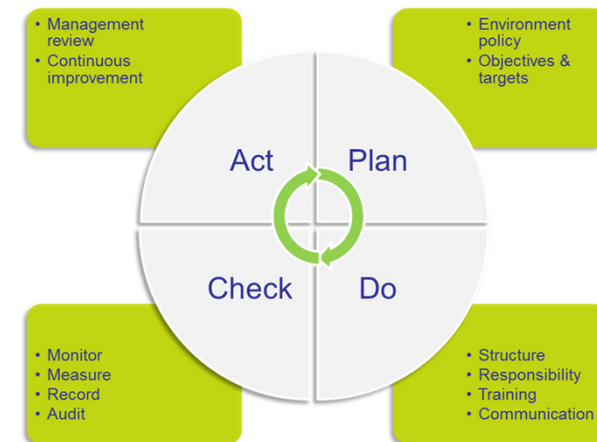 • Management
review
• Continuous
improvement
• Environment
policy
• Objectives &
targets
Act
Plan
Check
Do
• Monitor
• Measure
• Record
• Audit
• Structure
• Responsibility
• Training
• Communication